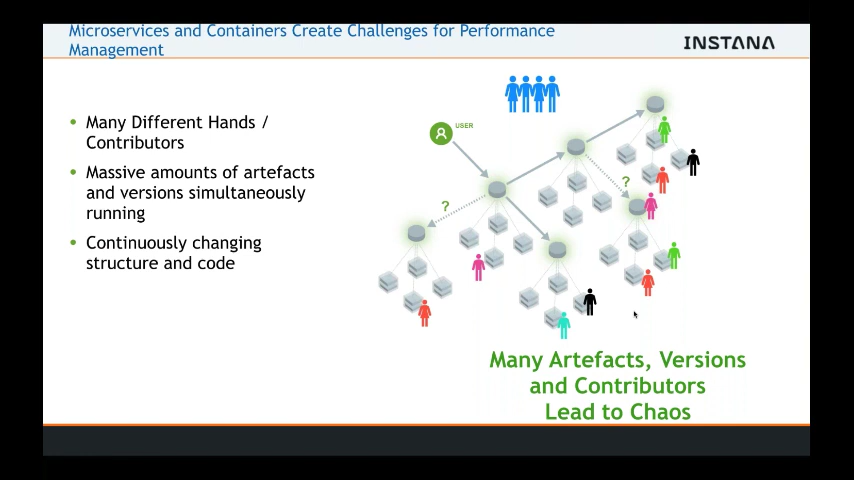 Microservices and Containers Create Challenges for Performance
Management
INSTANA
• Many Different Hands /
Contributors
• Massive amounts of artefacts
and versions simultaneously
running
• Continuously changing
structure and code
USER
?
?
Many Artefacts, Versions
and Contributors
Lead to Chaos